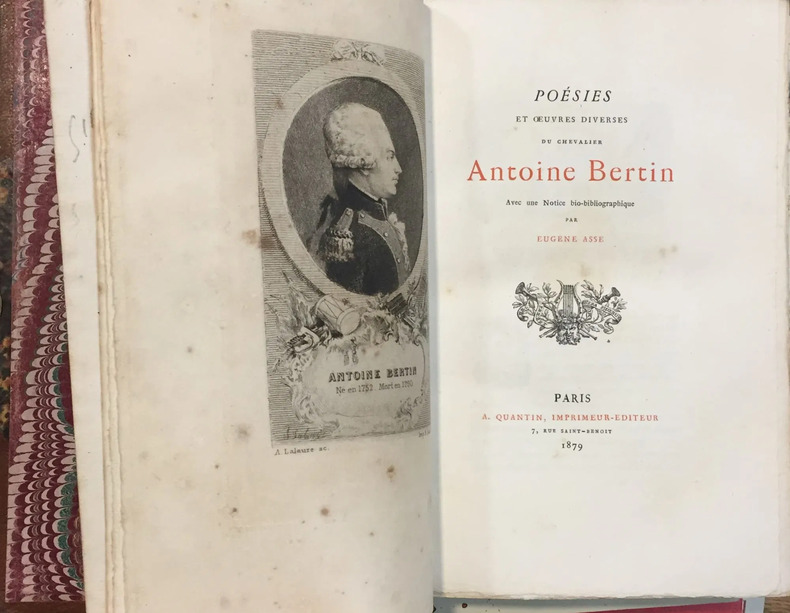 ANTOINE BERTIN
Né en 1752 Mort en 1790
A Lalauze sc.
POÉSIES
ET ŒUVRES DIVERSES
DU CHEVALIER
Antoine Bertin
Avec une Notice bio-bibliographique
PAR
EUGÈNE ASSE
PARIS
A. QUANTIN, IMPRIMEUR-EDITEUR
7, RUE SAINT-BENOIT
1879